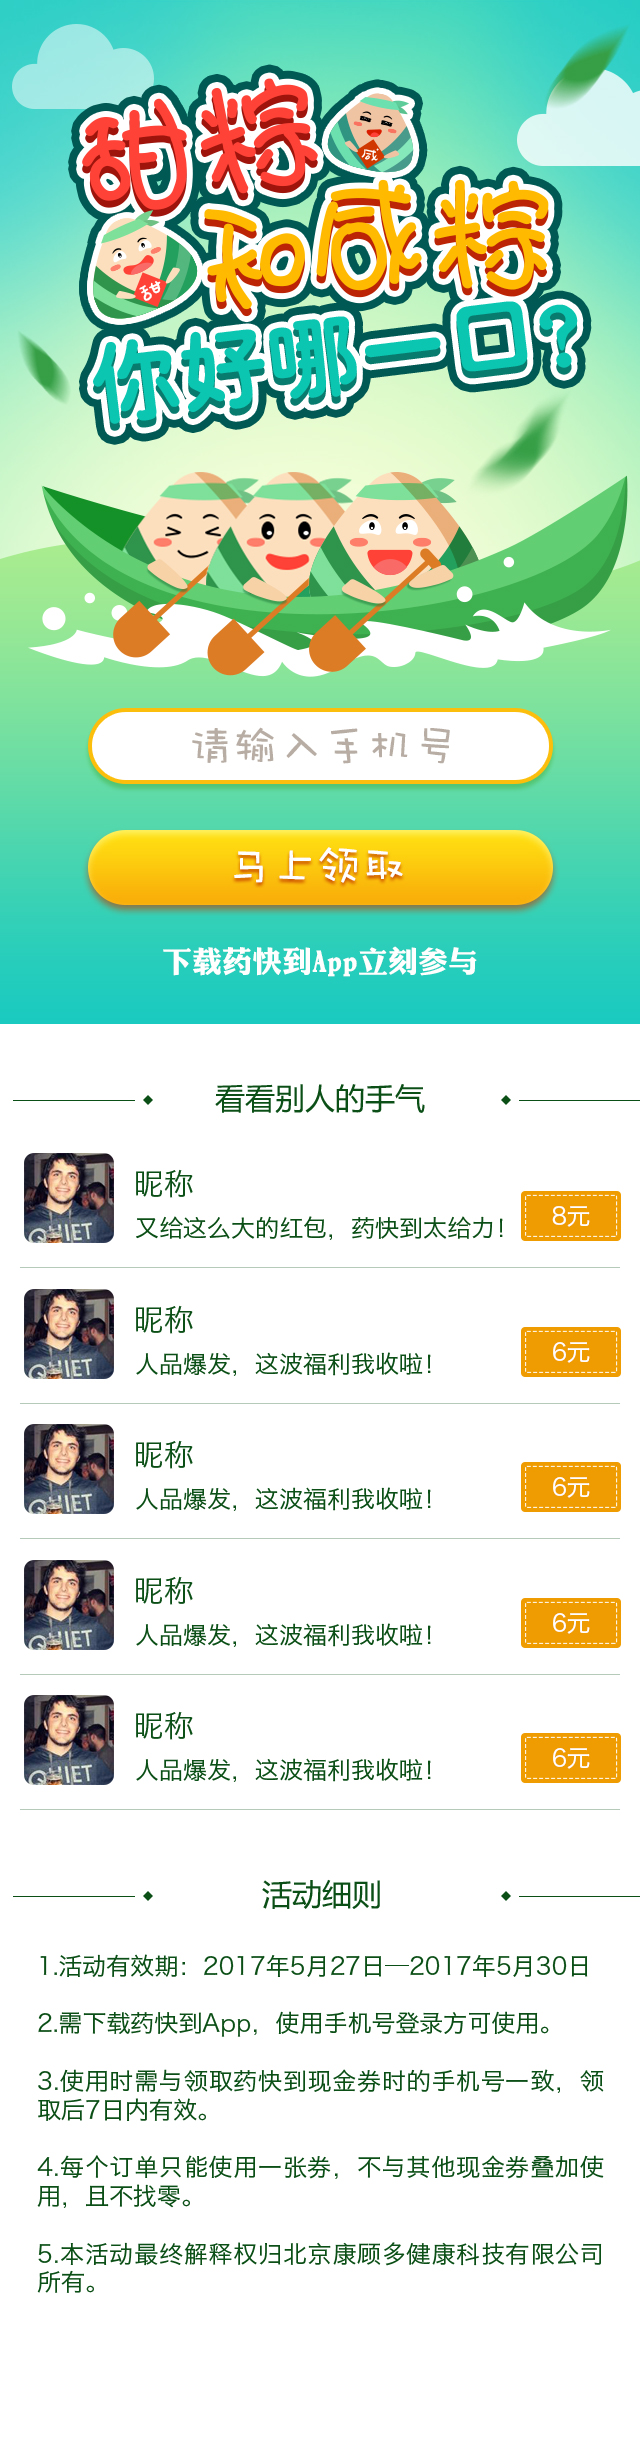 甜粽
咸
和咸粽
甜
你好哪一口?
请输入手机号
马上领取
下载药快到App立刻参与
看看别人的手气
昵称
又给这么大的红包，药快到太给力！
8元
QUIET
昵称
人品爆发，这波福利我收啦！
6元
QUIET
昵称
人品爆发，这波福利我收啦！
6元
QUIET
昵称
人品爆发，这波福利我收啦！
6元
QUIET
昵称
人品爆发，这波福利我收啦！
6元
QUIET
活动细则
1.活动有效期：2017年5月27日—2017年5月30日
2.需下载药快到App，使用手机号登录方可使用。
3.使用时需与领取药快到现金券时的手机号一致，领
取后7日内有效。
4.每个订单只能使用一张券，不与其他现金券叠加使
用，且不找零。
5.本活动最终解释权归北京康顾多健康科技有限公司
所有。